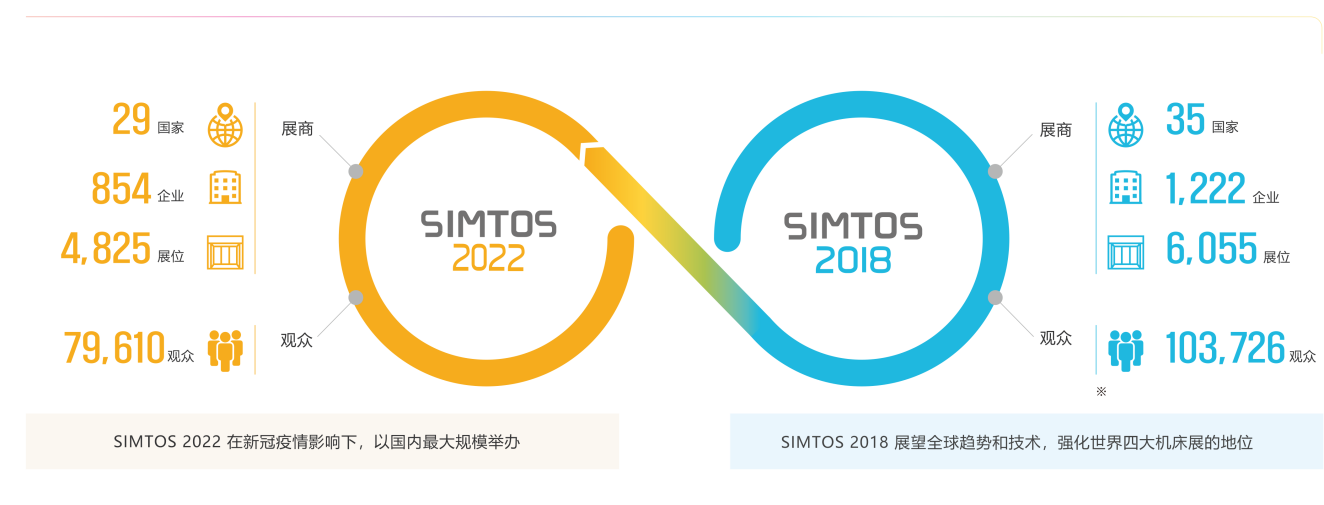 29 国家
854 企业
4,825 展位
79,610 观众
展商
观众
SIMTOS
2022
SIMTOS
2018
展商
观众
35 国家
1,222 企业
6,055 展位
103,726 观众
※
SIMTOS 2022 在新冠疫情影响下，以国内最大规模举办
SIMTOS 2018 展望全球趋势和技术，强化世界四大机床展的地位